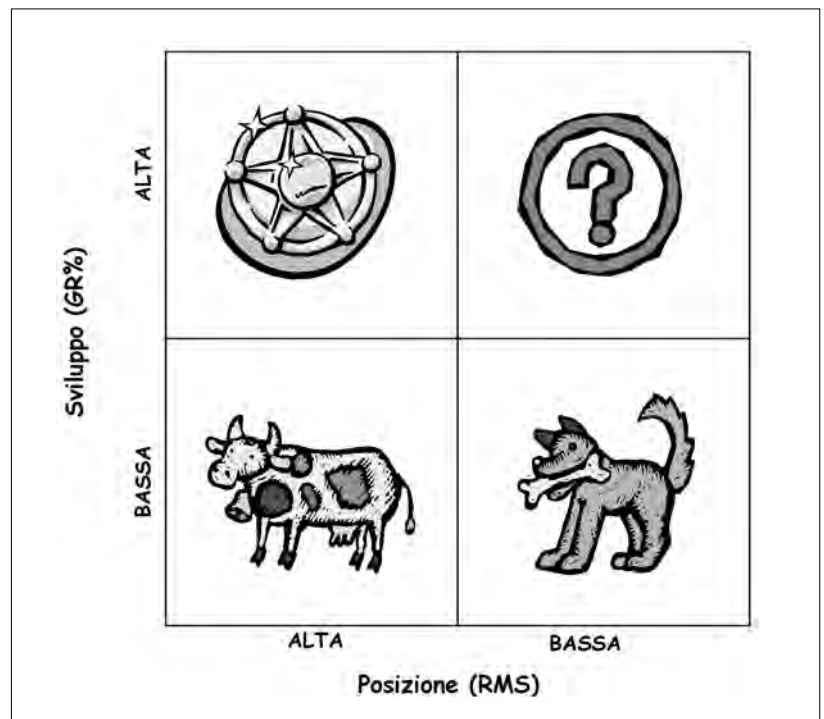 ALTA
Sviluppo (GR%)
BASSA
?
ALTA
BASSA
Posizione (RMS)